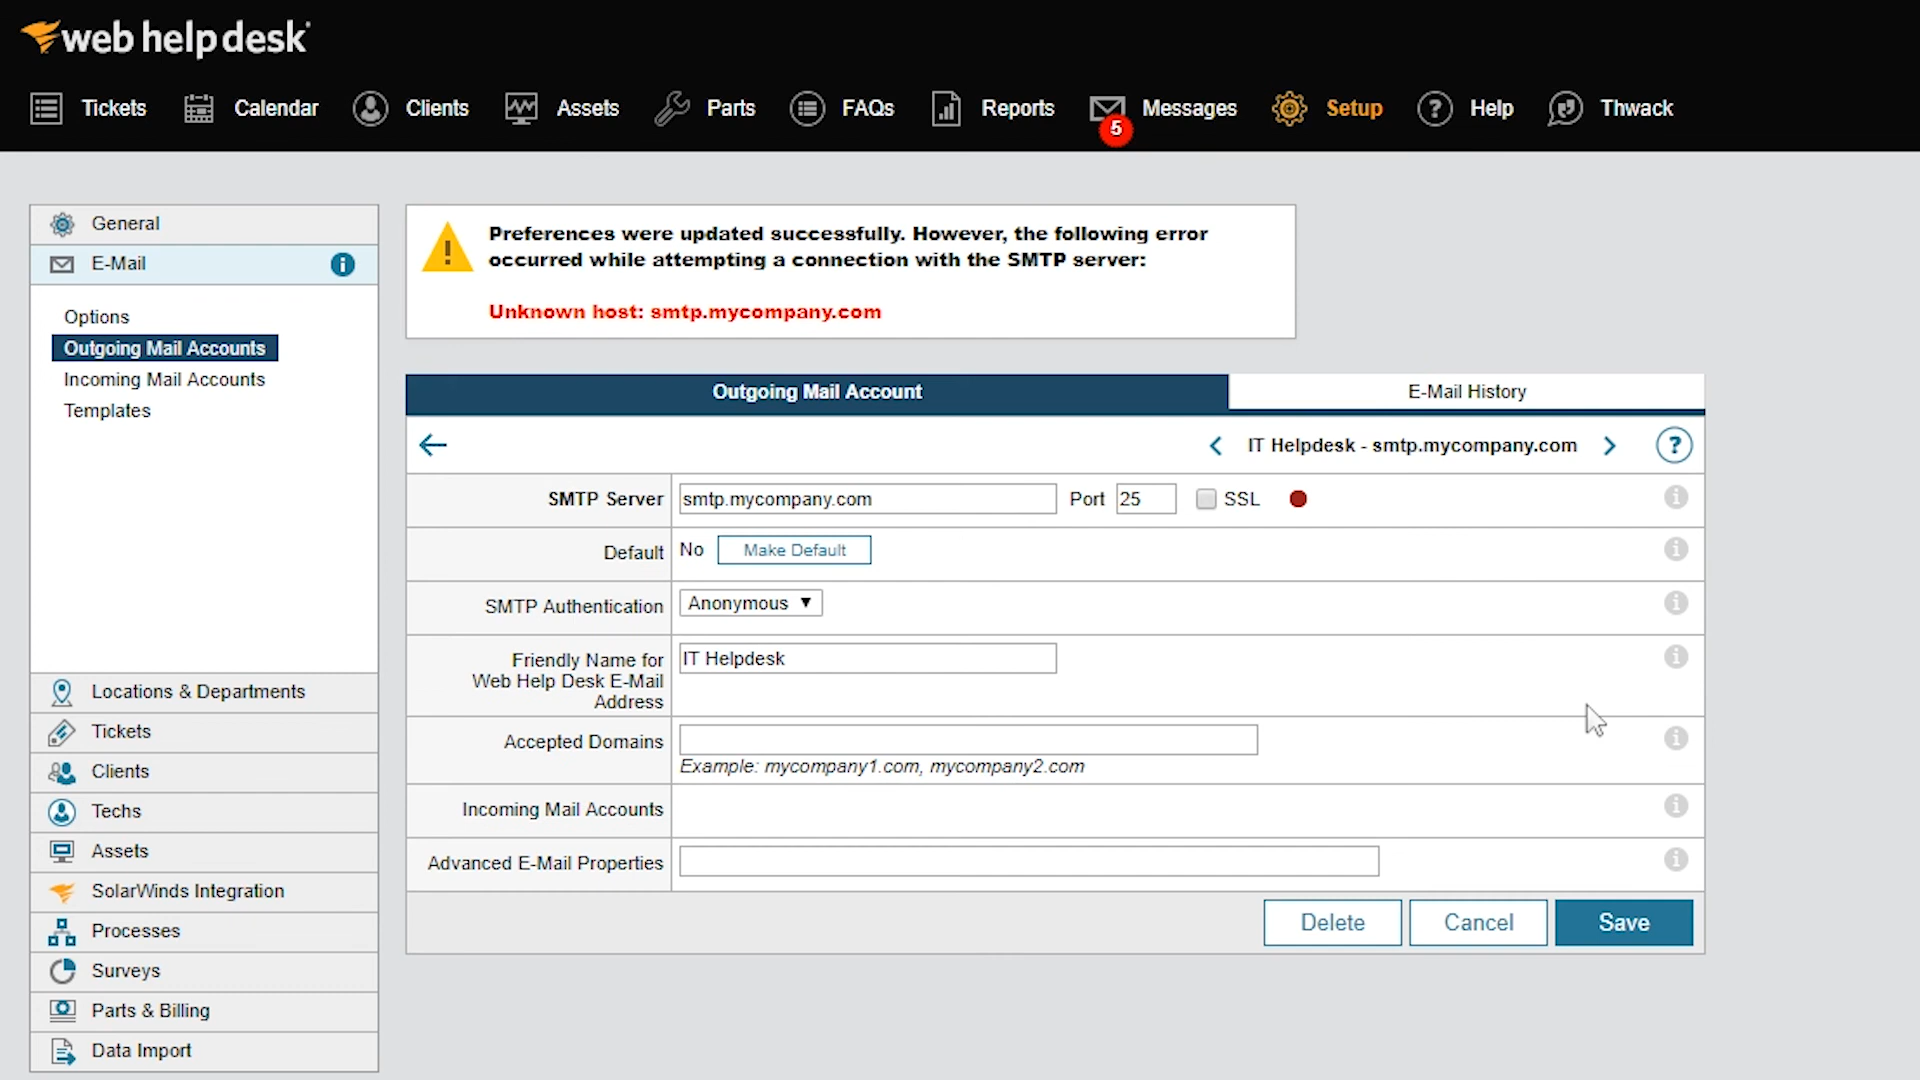 web help desk
Tickets Calendar Clients Assets Parts FAQs Reports Messages Setup Help Thwack
5
General
E-Mail
Options
Outgoing Mail Accounts
Incoming Mail Accounts
Templates
Locations & Departments
Tickets
Clients
Techs
Assets
SolarWinds Integration
Processes
Surveys
Parts & Billing
Data Import
Preferences were updated successfully. However, the following error
occurred while attempting a connection with the SMTP server:
Unknown host: smtp.mycompany.com
Outgoing Mail Account E-Mail History
IT Helpdesk - smtp.mycompany.com ?
SMTP Server smtp.mycompany.com Port 25 SSL
Default No Make Default
SMTP Authentication Anonymous
Friendly Name for
Web Help Desk E-Mail
Address
IT Helpdesk
Accepted Domains
Example: mycompany1.com, mycompany2.com
Incoming Mail Accounts
Advanced E-Mail Properties
Delete Cancel Save